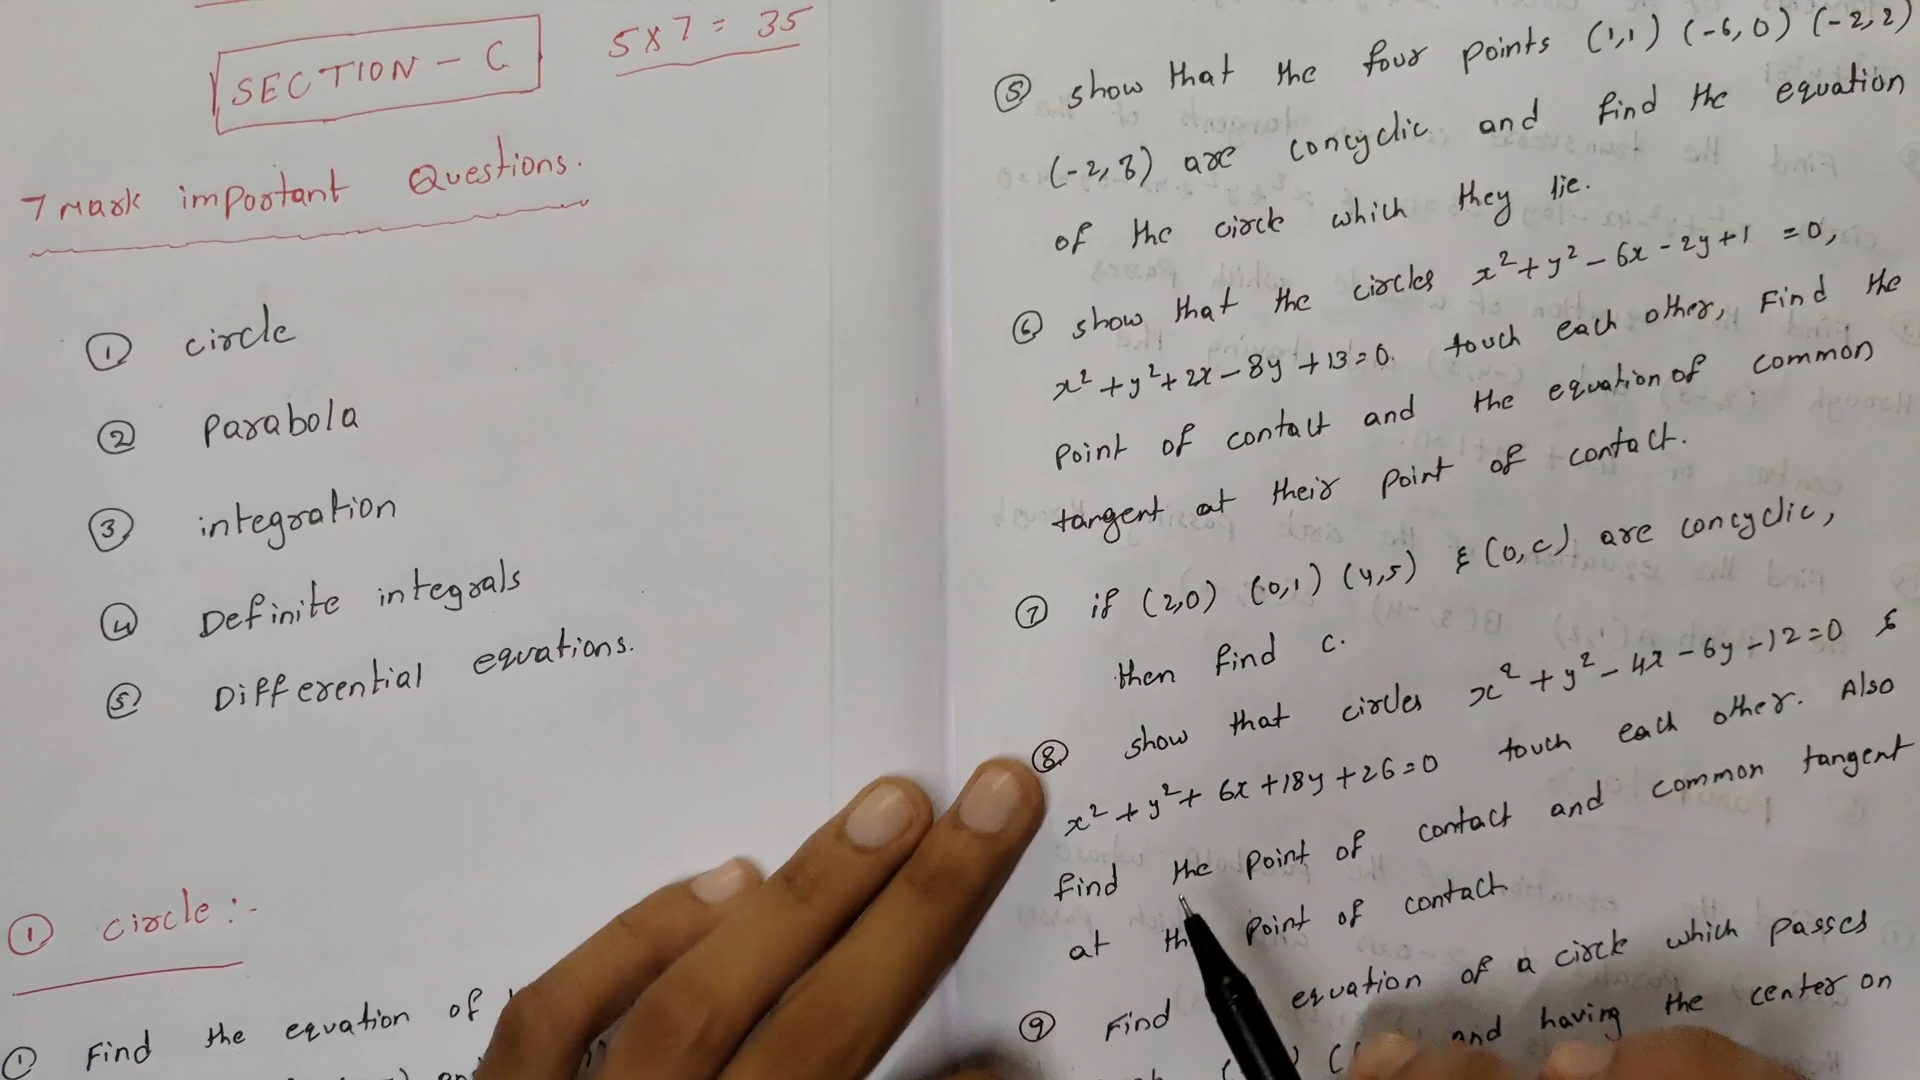 SECTION - C
5x7 = 35
7 Mark important Questions.
① circle
② Parabola
③ integration
④ Definite integrals
⑤ Differential equations.
① circle:-
① Find the equation of
⑤ show that the four points (1,1) (-6,0) (-2,2)
(-2,8) are concyclic and find the equation
of the circle which they lie.
⑥ show that the circles x² + y² - 6x - 2y + 1 = 0,
x² + y² + 2x - 8y + 13 = 0. touch each other, Find the
Point of contact and the equation of common
tangent at their point of contact.
⑦ if (2,0) (0,1) (4,5) & (0,c) are concyclic,
then find c.
⑧ show that circles x² + y² - 4x - 6y - 12 = 0 &
x² + y² + 6x + 18y + 26 = 0 touch each other. Also
find the point of contact and common tangent
at the point of contact.
⑨ Find equation of a circle which passes
and having the center on